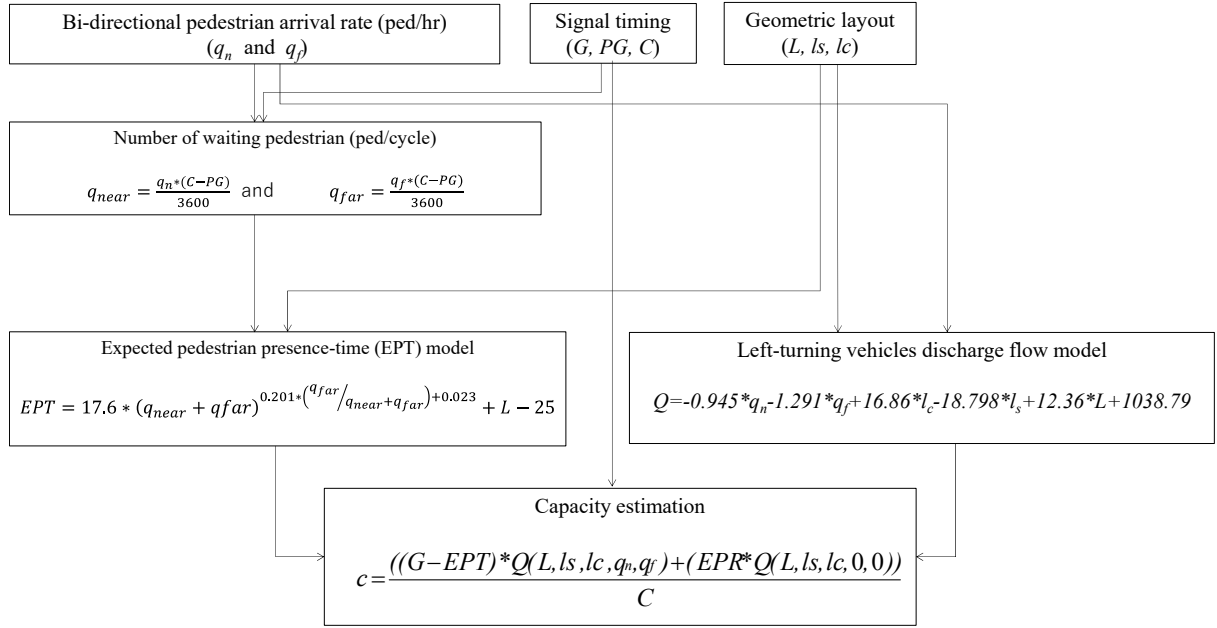 Bi-directional pedestrian arrival rate (ped/hr)
(q_n and q_f)
Signal timing
(G, PG, C)
Geometric layout
(L, ls, lc)
Number of waiting pedestrian (ped/cycle)
q_near = q_n*(C−PG)/3600 and q_far = q_f*(C−PG)/3600
Expected pedestrian presence-time (EPT) model
EPT = 17.6 * (q_near + qfar)^0.201*(q_far/q_near+q_far)+0.023 + L − 25
Left-turning vehicles discharge flow model
Q=-0.945*q_n-1.291*q_f+16.86*l_c-18.798*l_s+12.36*L+1038.79
Capacity estimation
c=((G−EPT)*Q(L,ls,lc,q_n,q_f)+(EPR*Q(L,ls,lc,0,0))/C